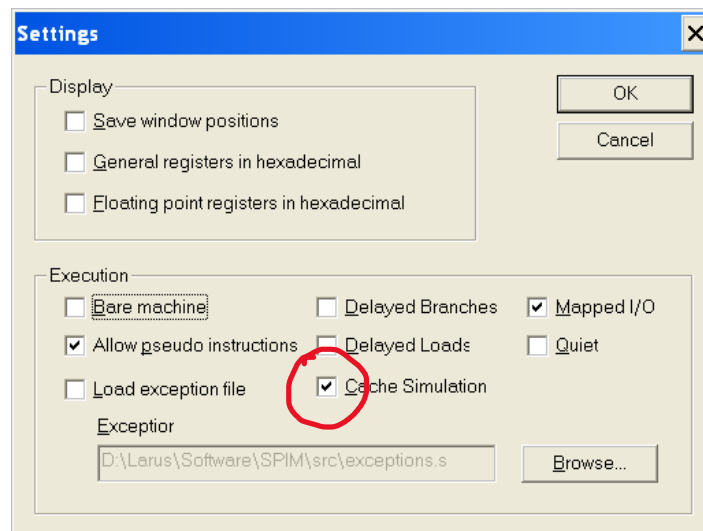 Settings
Display
Save window positions
General registers in hexadecimal
Floating point registers in hexadecimal
OK
Cancel
Execution
Bare machine
Delayed Branches
Mapped I/O
Allow pseudo instructions
Delayed Loads
Quiet
Load exception file
Cache Simulation
Exceptior
D:\Larus\Software\SPIM\src\exceptions.s
Browse...